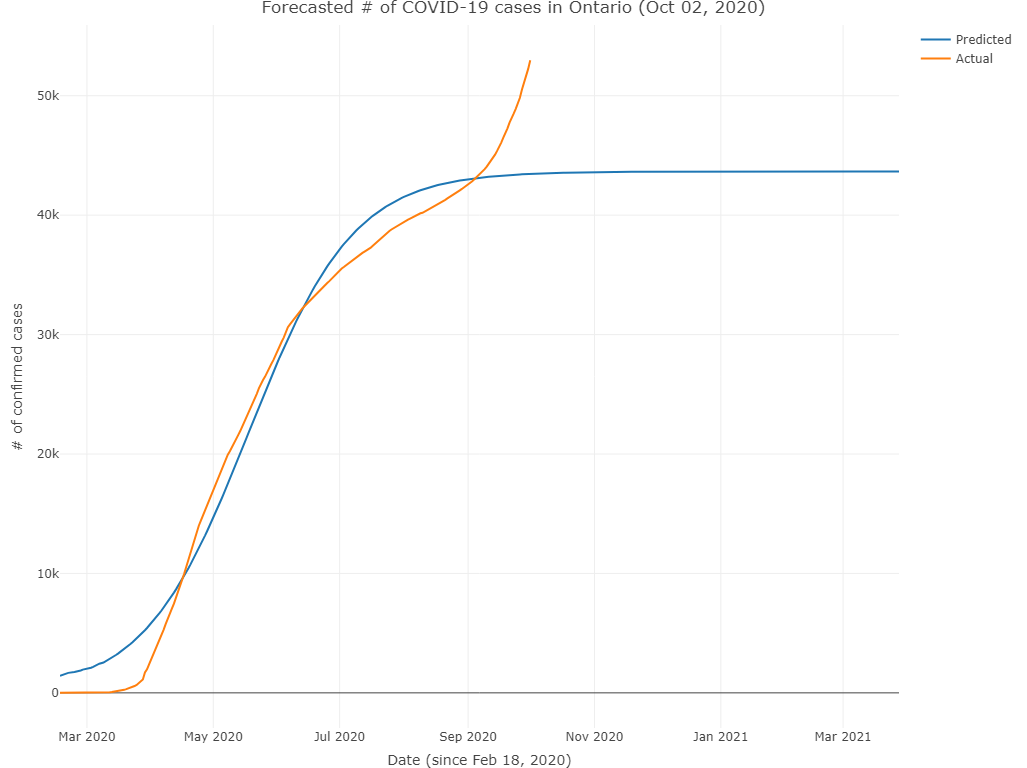 Forecasted # of COVID-19 cases in Ontario (Oct 02, 2020)
Predicted
Actual
50k
40k
30k
20k
10k
0
# of confirmed cases
Mar 2020 May 2020 Jul 2020 Sep 2020 Nov 2020 Jan 2021 Mar 2021
Date (since Feb 18, 2020)